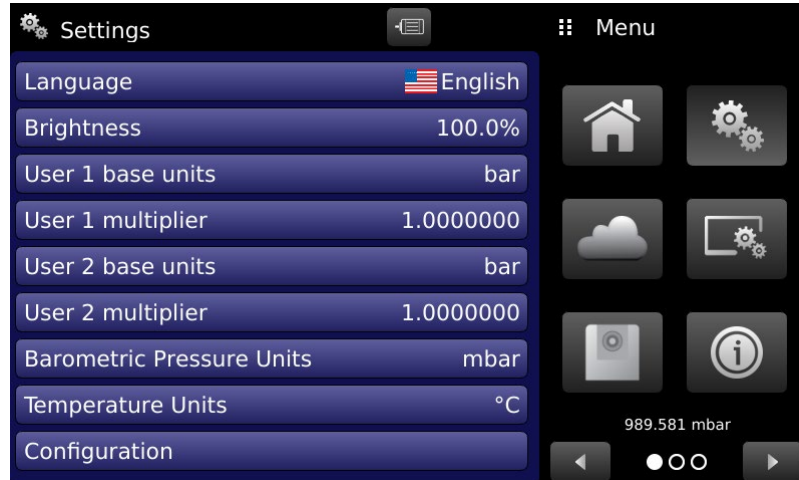 Settings
Menu
Language English
Brightness 100.0%
User 1 base units bar
User 1 multiplier 1.0000000
User 2 base units bar
User 2 multiplier 1.0000000
Barometric Pressure Units mbar
Temperature Units °C
Configuration
989.581 mbar